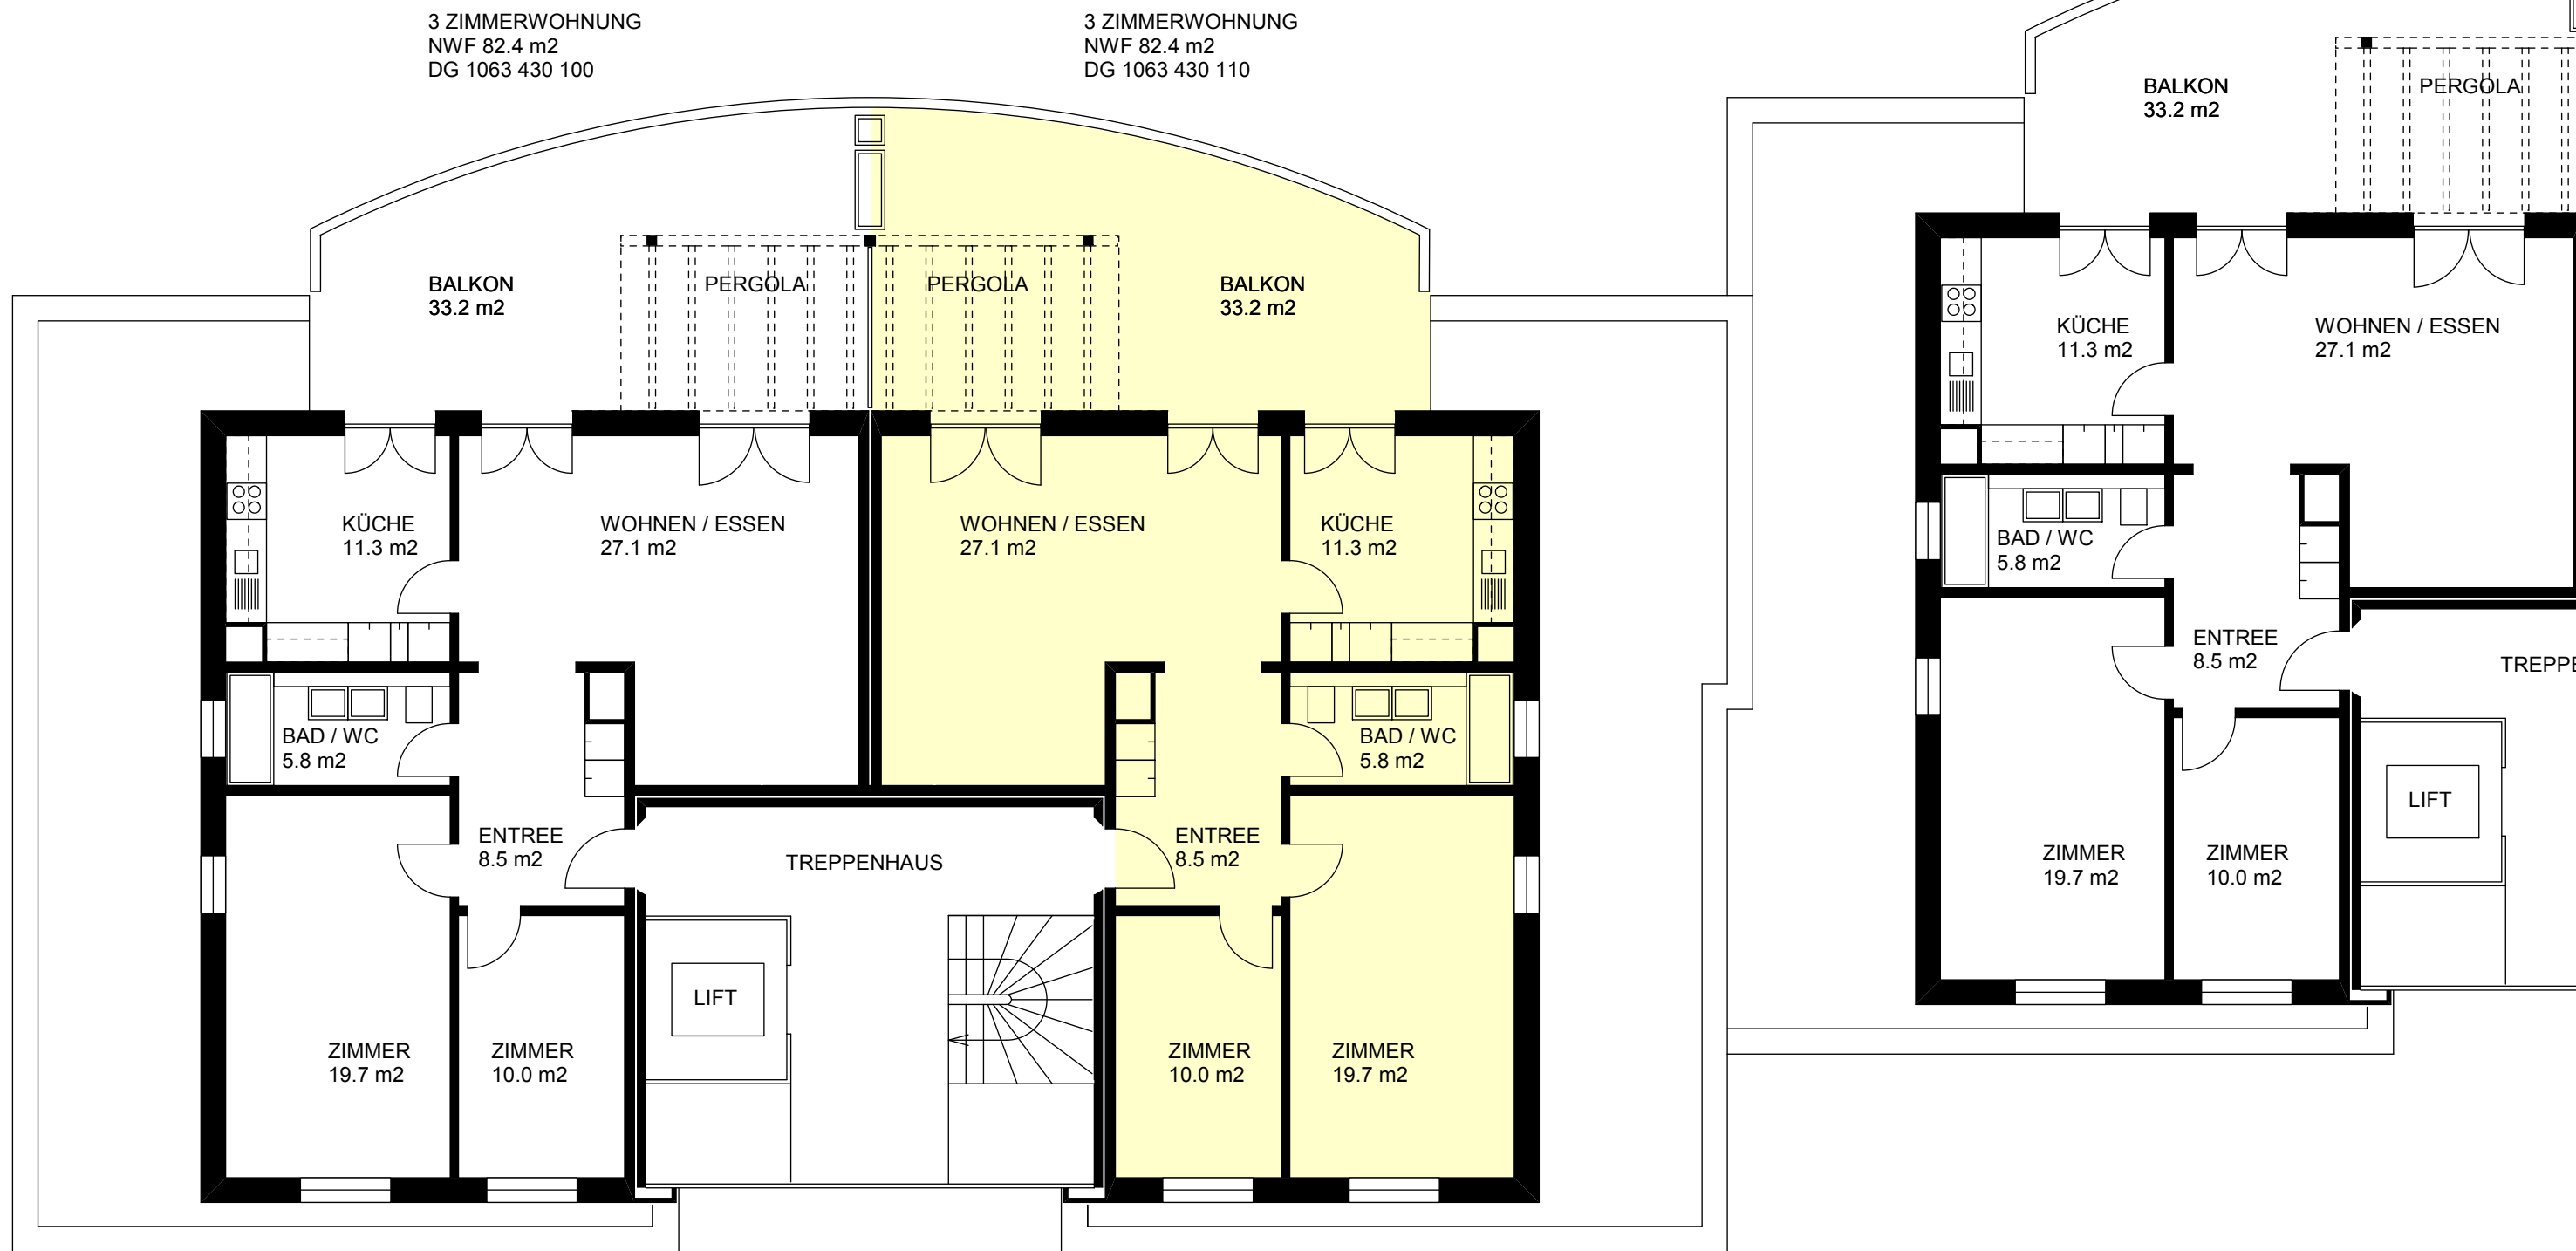 3 ZIMMERWOHNUNG
NWF 82.4 m2
DG 1063 430 100
3 ZIMMERWOHNUNG
NWF 82.4 m2
DG 1063 430 110
BALKON
33.2 m2
PERGOLA
PERGOLA
BALKON
33.2 m2
KÜCHE
11.3 m2
WOHNEN / ESSEN
27.1 m2
WOHNEN / ESSEN
27.1 m2
KÜCHE
11.3 m2
BAD / WC
5.8 m2
BAD / WC
5.8 m2
ENTREE
8.5 m2
TREPPENHAUS
ENTREE
8.5 m2
LIFT
ZIMMER
19.7 m2
ZIMMER
10.0 m2
ZIMMER
10.0 m2
ZIMMER
19.7 m2
BALKON
33.2 m2
PERGOLA
KÜCHE
11.3 m2
WOHNEN / ESSEN
27.1 m2
BAD / WC
5.8 m2
ENTREE
8.5 m2
LIFT
ZIMMER
19.7 m2
ZIMMER
10.0 m2